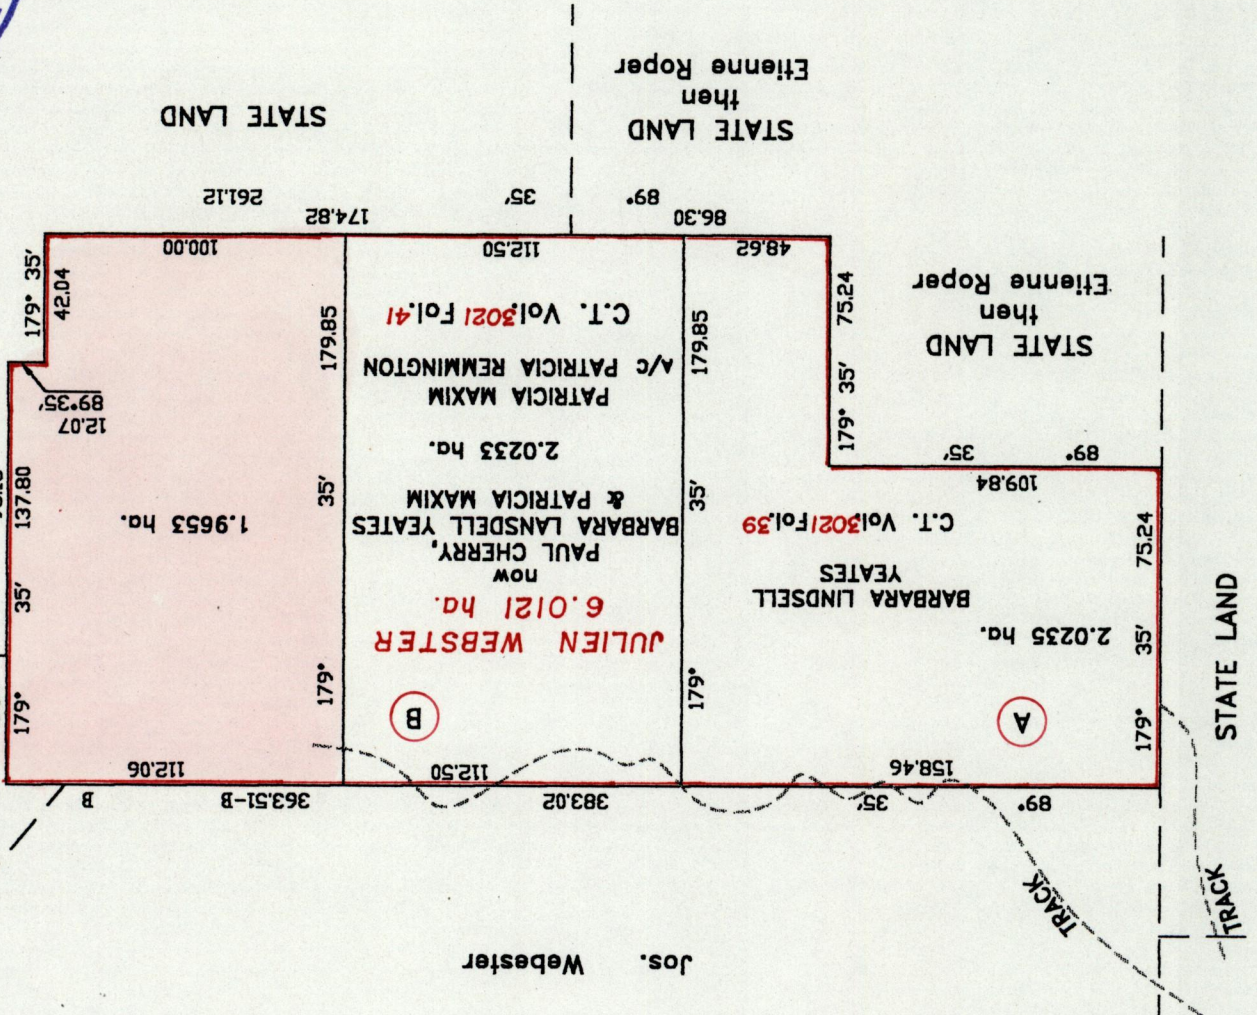 Jos. Webester
TRACK
TRACK
STATE LAND
89°
35'
383.02
363.51-B
B
158.46
112.50
112.06
A
B
179°
179°
179°
179°
2.0235 ha.
BARBARA LINDSELL
YEATES
C.T. Vol.3021Fol.39
JULIEN WEBSTER
6.0121 ha.
now
PAUL CHERRY,
BARBARA LANSDELL YEATES
& PATRICIA MAXIM
2.0233 ha.
PATRICIA MAXIM
A/C PATRICIA REMMINGTON
C.T. Vol.3021 Fol.41
1.9653 ha.
35'
35'
35'
35'
75.24
109.84
89°
35'
137.80
12.07
89°35'
179° 35'
75.24
179.85
179.85
42.04
179° 35'
STATE LAND
then
Etienne Roper
48.62
112.50
100.00
86.30
174.82
89°
35'
261.12
STATE LAND
then
Etienne Roper
STATE LAND